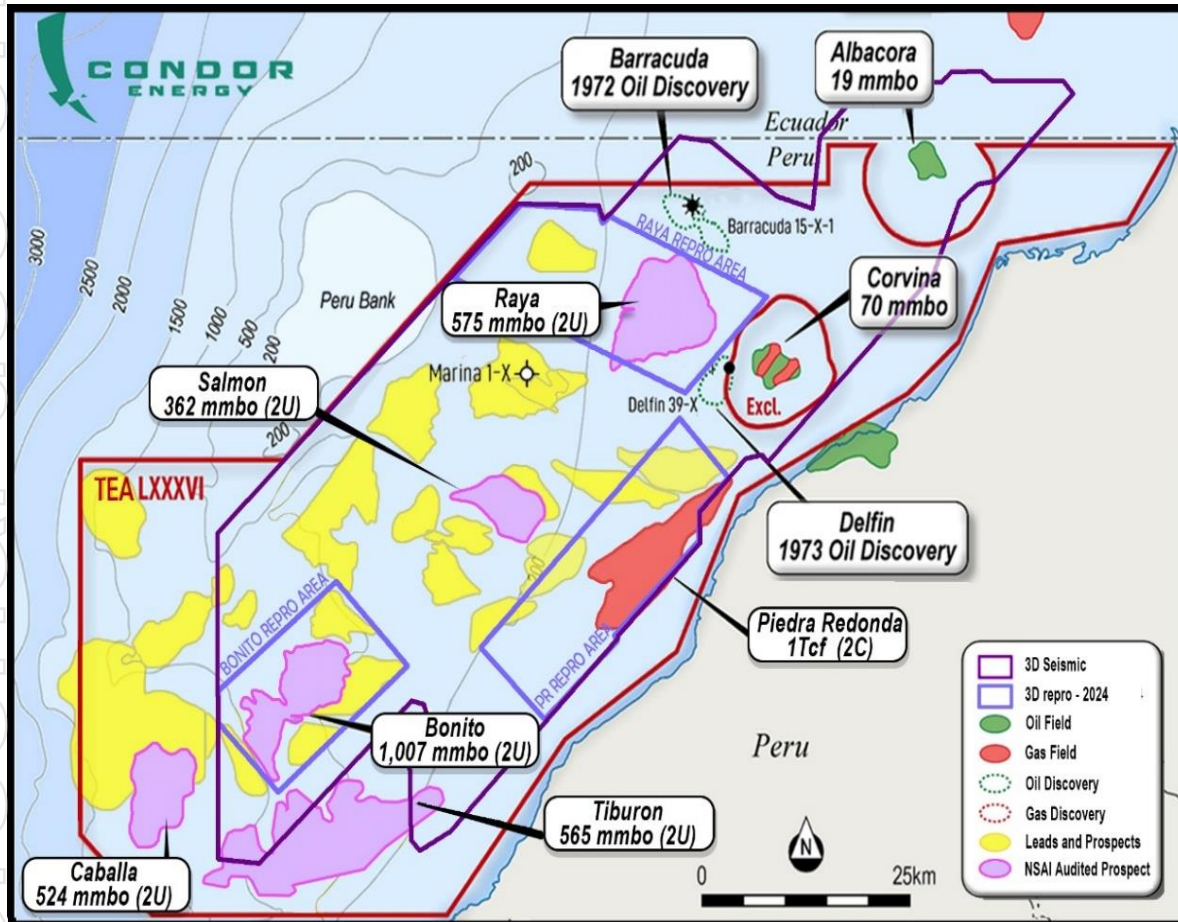 CONDOR
ENERGY
Barracuda
1972 Oil Discovery
Albacora
19 mmbo
Ecuador
Peru
200
3000
2500
2000
1500
1000
500
200
Peru Bank
Barracuda 15-X-1
RAYA REPRO AREA
Raya
575 mmbo (2U)
Corvina
70 mmbo
Marina 1-X
Salmon
362 mmbo (2U)
Delfin 39-X
Excl.
200
TEA LXXXVI
Delfin
1973 Oil Discovery
BONITO REPRO AREA
PR REPRO AREA
Piedra Redonda
1Tcf (2C)
Bonito
1,007 mmbo (2U)
Peru
Tiburon
565 mmbo (2U)
Caballa
524 mmbo (2U)
N
0
25km
3D Seismic
3D repro - 2024
Oil Field
Gas Field
Oil Discovery
Gas Discovery
Leads and Prospects
NSAI Audited Prospect